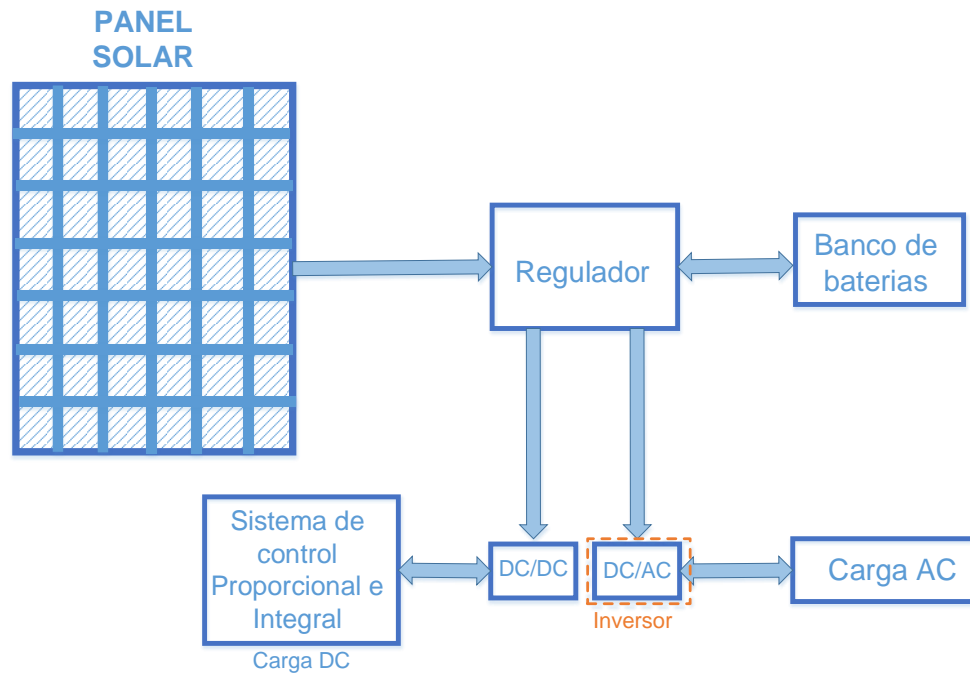 PANEL
SOLAR
Regulador
Banco de
baterias
Sistema de
control
Proporcional e
Integral
DC/DC
DC/AC
Carga AC
Inversor
Carga DC